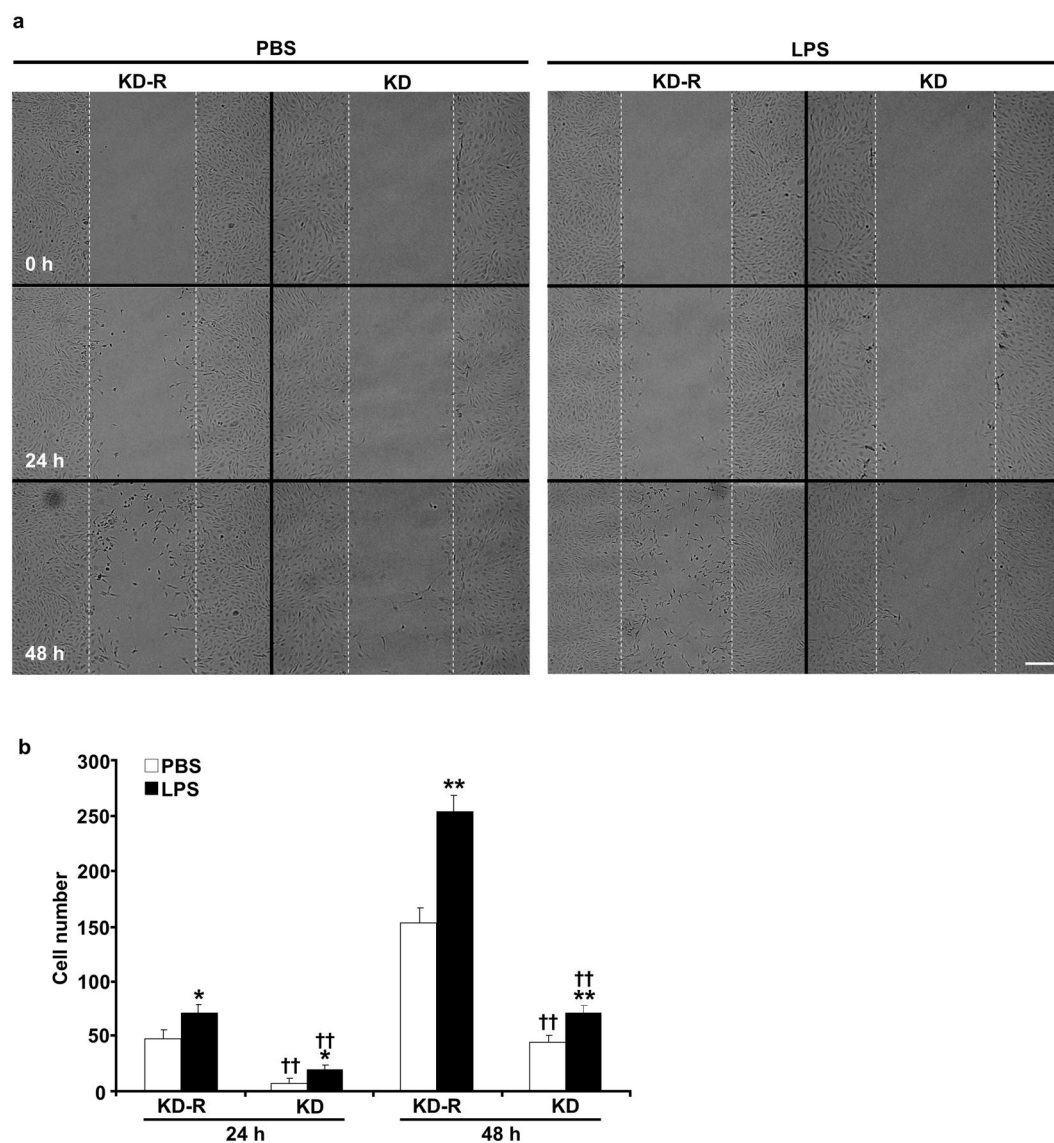 a
PBS LPS
KD-R KD KD-R KD
0 h
24 h
48 h
b
300
PBS
LPS
250
200
150
100
50
0
Cell number
**
*
††
††
*
††
††
**
KD-R KD KD-R KD
24 h 48 h